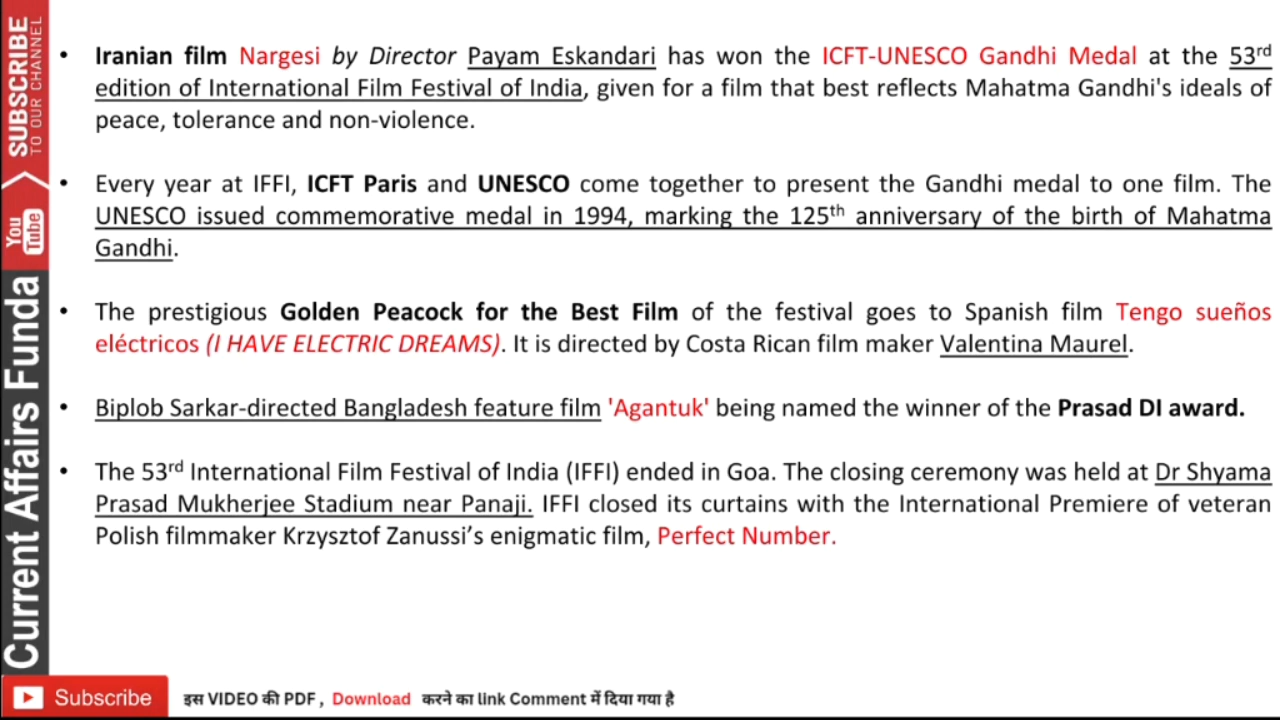 • Iranian film Nargesi by Director Payam Eskandari has won the ICFT-UNESCO Gandhi Medal at the 53rd
edition of International Film Festival of India, given for a film that best reflects Mahatma Gandhi's ideals of
peace, tolerance and non-violence.
• Every year at IFFI, ICFT Paris and UNESCO come together to present the Gandhi medal to one film. The
UNESCO issued commemorative medal in 1994, marking the 125th anniversary of the birth of Mahatma
Gandhi.
• The prestigious Golden Peacock for the Best Film of the festival goes to Spanish film Tengo sueños
eléctricos (I HAVE ELECTRIC DREAMS). It is directed by Costa Rican film maker Valentina Maurel.
• Biplob Sarkar-directed Bangladesh feature film 'Agantuk' being named the winner of the Prasad DI award.
• The 53rd International Film Festival of India (IFFI) ended in Goa. The closing ceremony was held at Dr Shyama
Prasad Mukherjee Stadium near Panaji. IFFI closed its curtains with the International Premiere of veteran
Polish filmmaker Krzysztof Zanussi’s enigmatic film, Perfect Number.
SUBSCRIBE
TO OUR CHANNEL
You Tube
Current Affairs Funda
Subscribe
इस VIDEO की PDF , Download करने का link Comment में दिया गया है